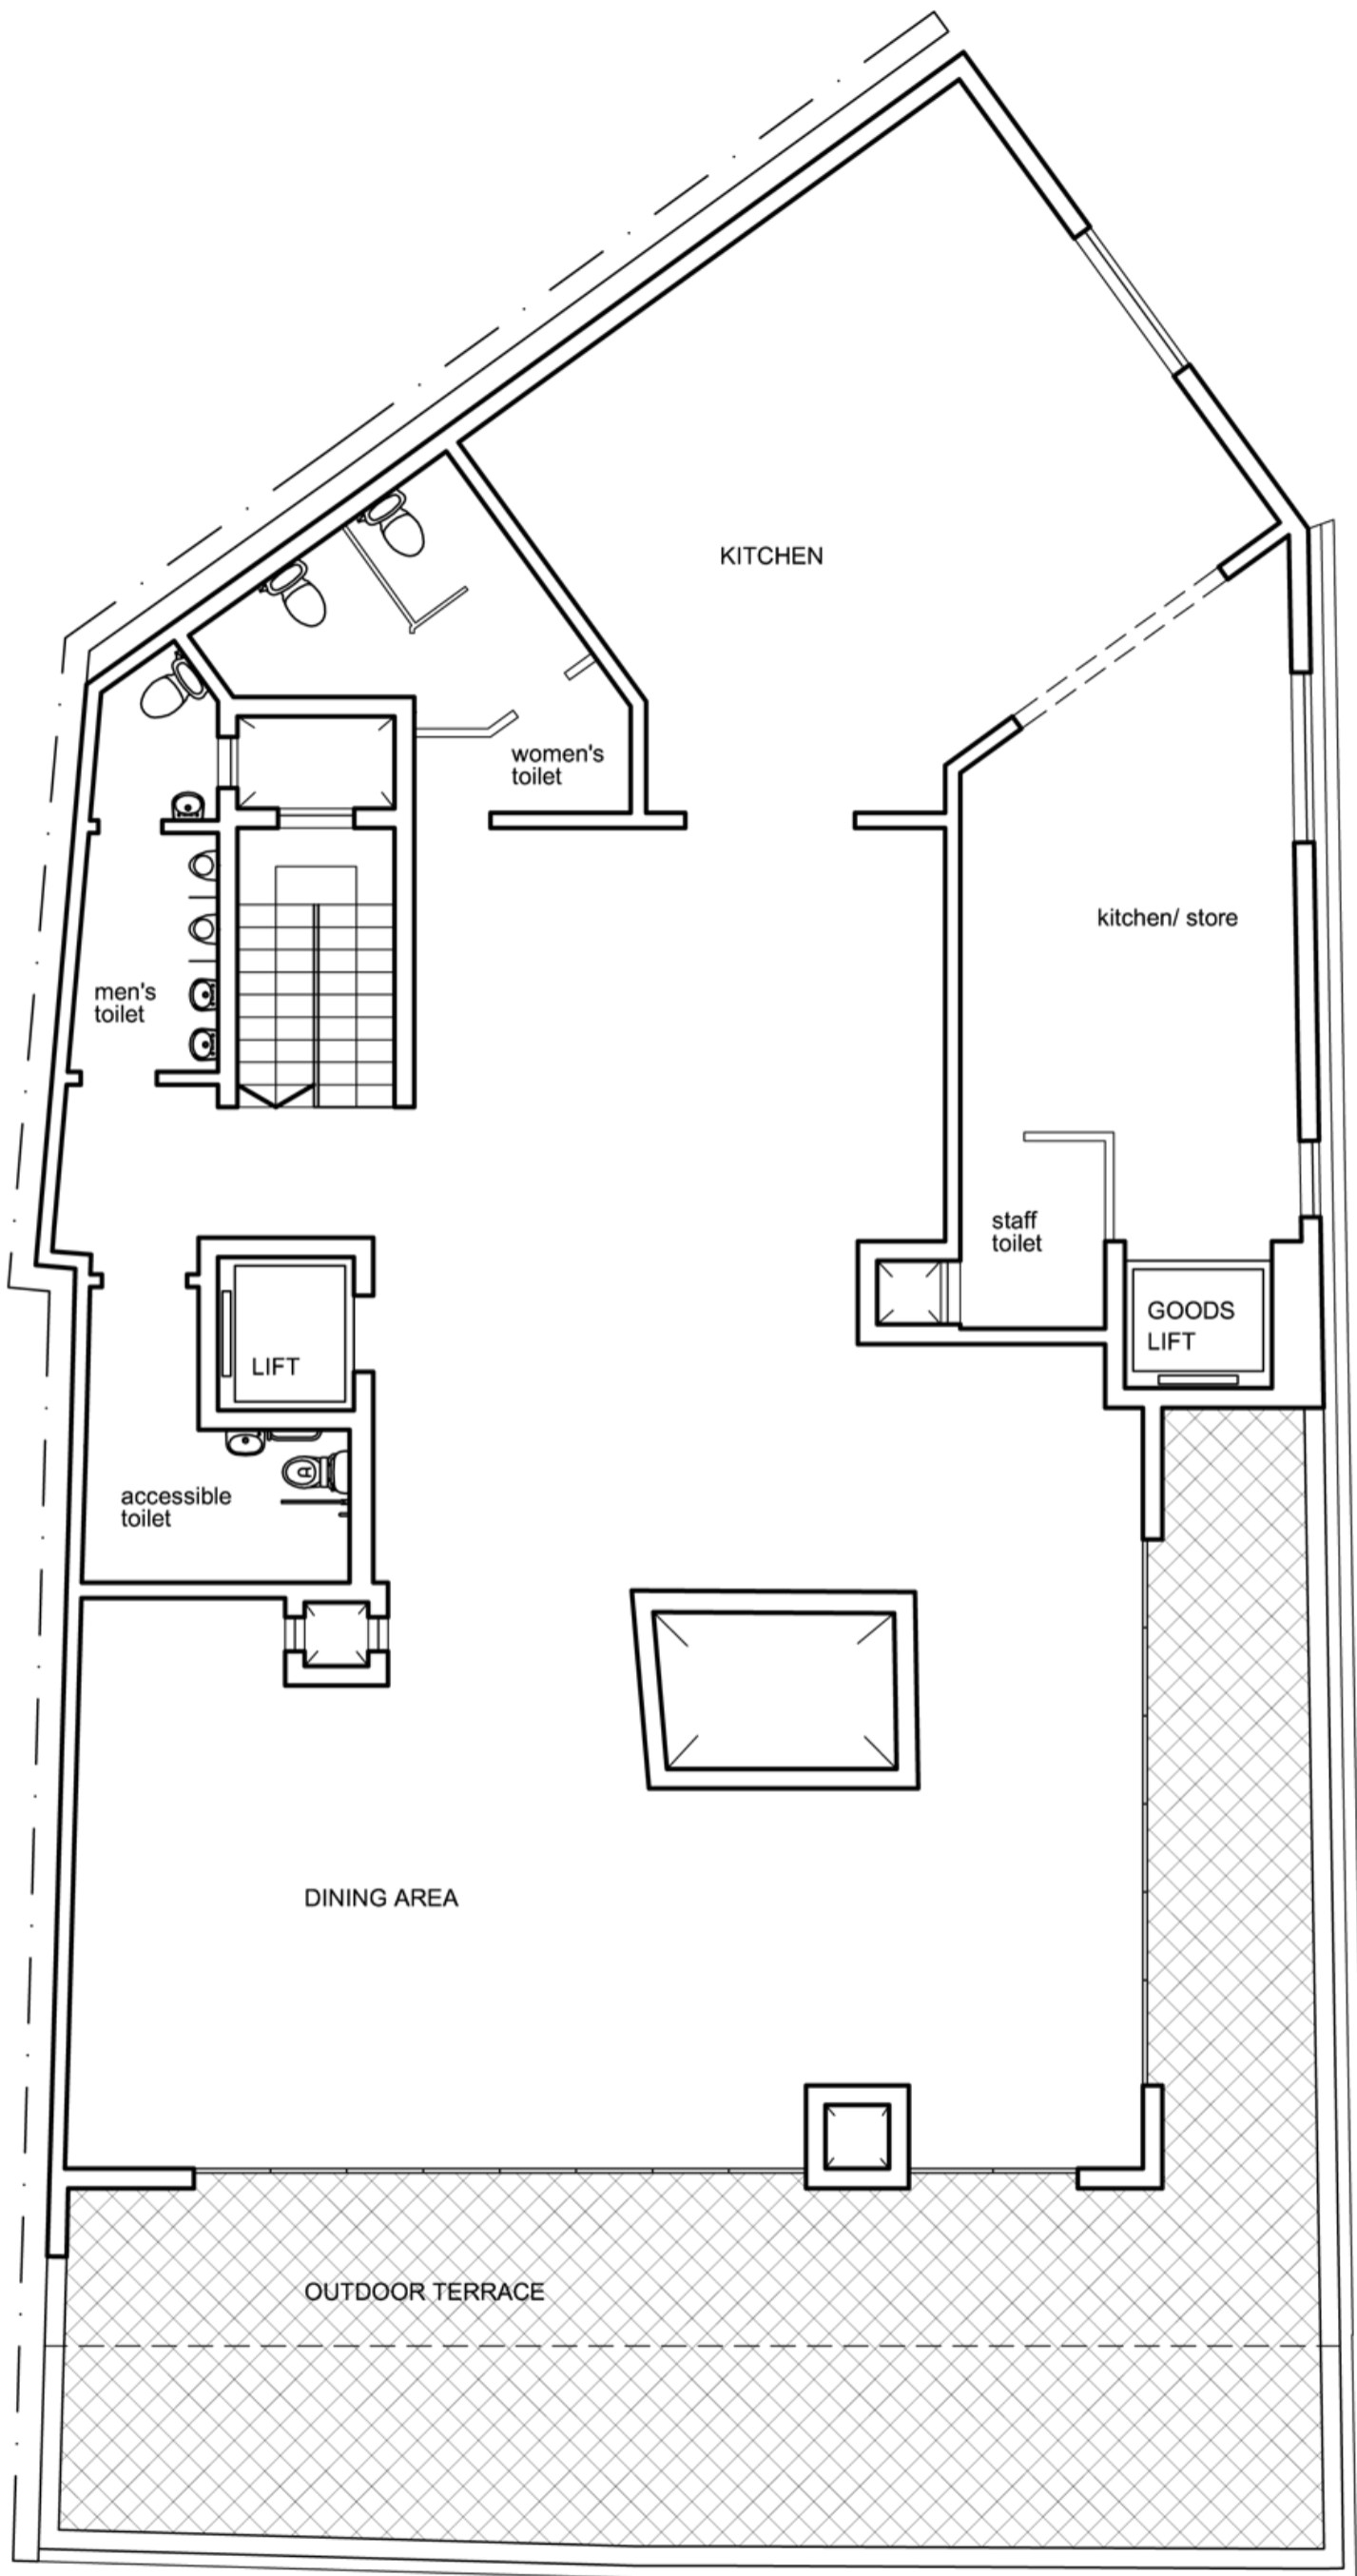 KITCHEN
women's
toilet
kitchen/ store
men's
toilet
staff
toilet
GOODS
LIFT
LIFT
accessible
toilet
DINING AREA
OUTDOOR TERRACE